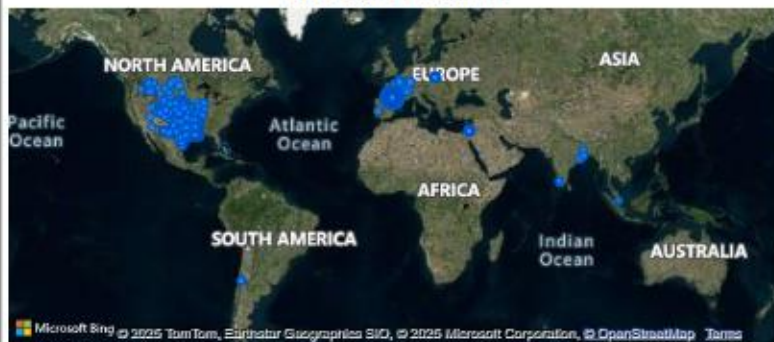 NORTH AMERICA
EUROPE
ASIA
Pacific
Ocean
Atlantic
Ocean
AFRICA
SOUTH AMERICA
Indian
Ocean
AUSTRALIA
Microsoft Bing © 2025 TomTom, Earthstar Geographics SIO, © 2025 Microsoft Corporation, © OpenStreetMap Terms